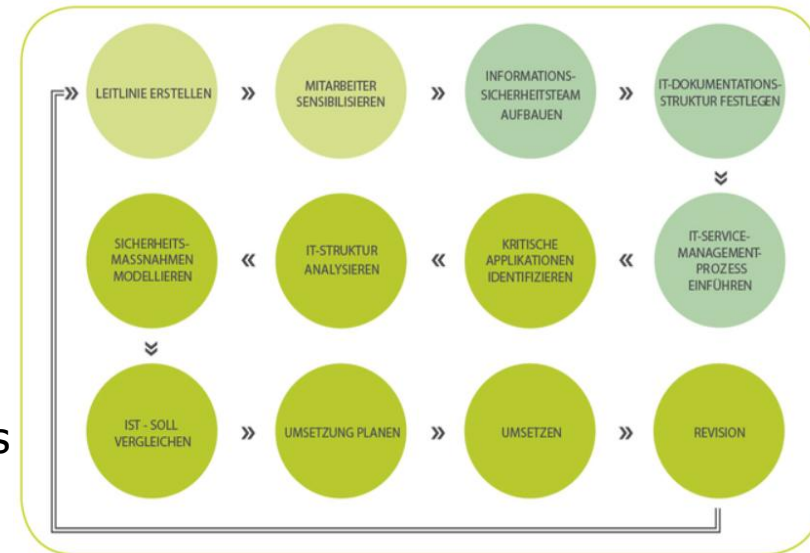 LEITLINIE ERSTELLEN
MITARBEITER
SENSIBILISIEREN
INFORMATIONS-
SICHERHEITSTEAM
AUFBAUEN
IT-DOKUMENTATIONS-
STRUKTUR FESTLEGEN
SICHERHEITS-
MASSNAHMEN
MODELLIEREN
IT-STRUKTUR
ANALYSIEREN
KRITISCHE
APPLIKATIONEN
IDENTIFIZIEREN
IT-SERVICE-
MANAGEMENT-
PROZESS
EINFÜHREN
s
IST - SOLL
VERGLEICHEN
UMSETZUNG PLANEN
UMSETZEN
REVISION